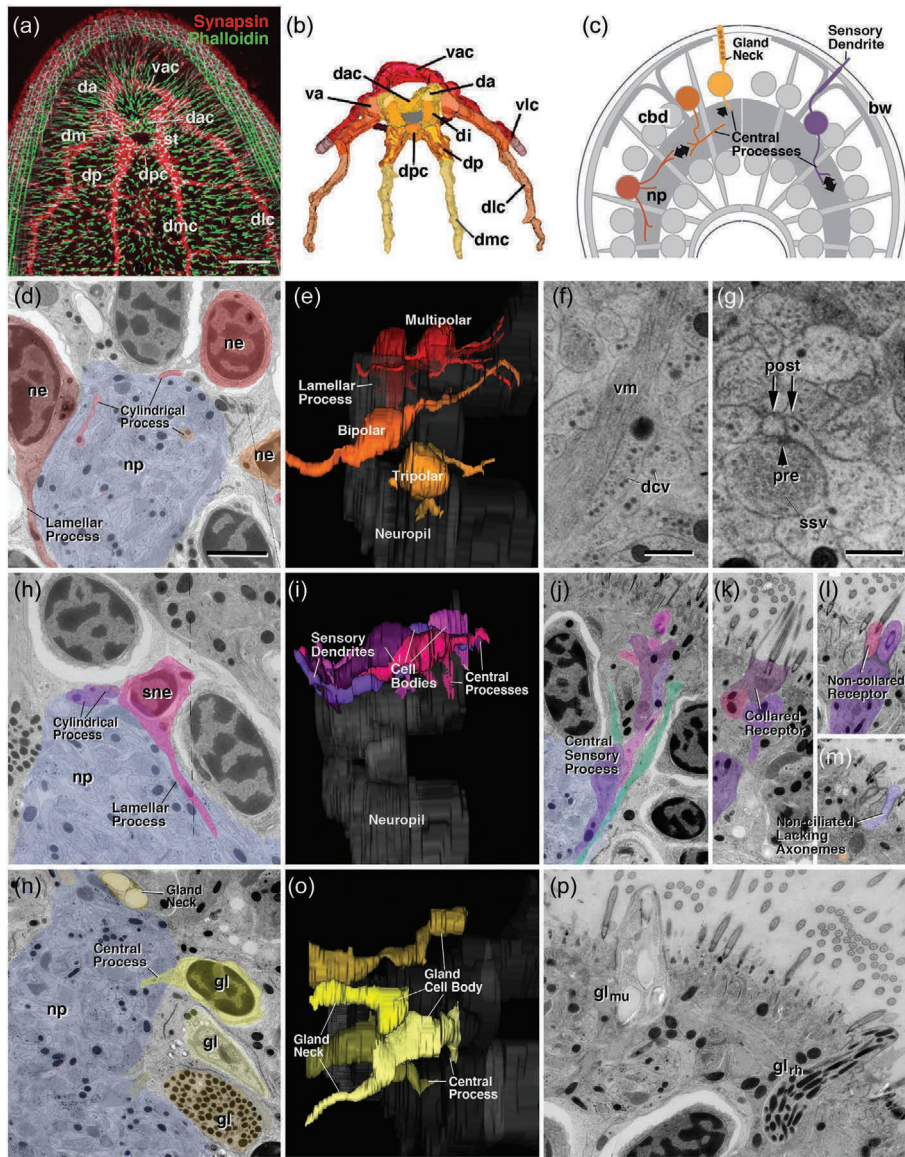 (a) Synapsin
Phalloidin
vac
da
dac
dm
st
dp
dpc
dmc
dlc
(b)
vac
dac
da
va
vlc
di
dpc
dp
dlc
dmc
(c)
Gland
Neck
Sensory
Dendrite
cbd
bw
Central
Processes
np
(d)
ne
ne
Cylindrical
Process
np
ne
Lamellar
Process
(e)
Multipolar
Lamellar
Process
Bipolar
Tripolar
Neuropil
(f)
vm
dcv
(g)
post
pre
ssv
(h)
sne
Cylindrical
Process
np
Lamellar
Process
(i)
Sensory
Dendrites
Cell
Bodies
Central
Processes
Neuropil
(j)
Central
Sensory
Process
(k)
Collared
Receptor
(l)
Non-collared
Receptor
(m)
Non-ciliated
Lacking
Axonemes
(n)
Gland
Neck
Central
Process
np
gl
gl
gl
(o)
Gland
Cell Body
Gland
Neck
Central
Process
(p)
glmu
glrh